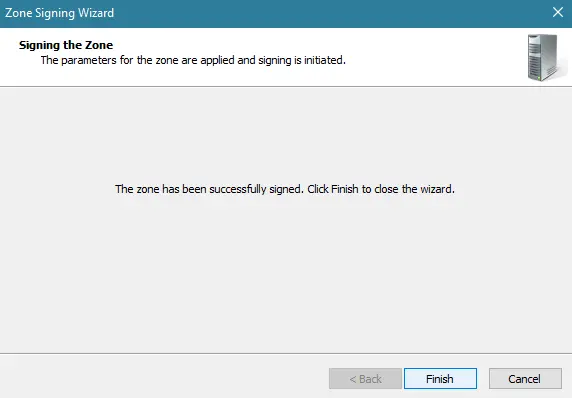 Zone Signing Wizard
Signing the Zone
The parameters for the zone are applied and signing is initiated.
The zone has been successfully signed. Click Finish to close the wizard.
< Back
Finish
Cancel